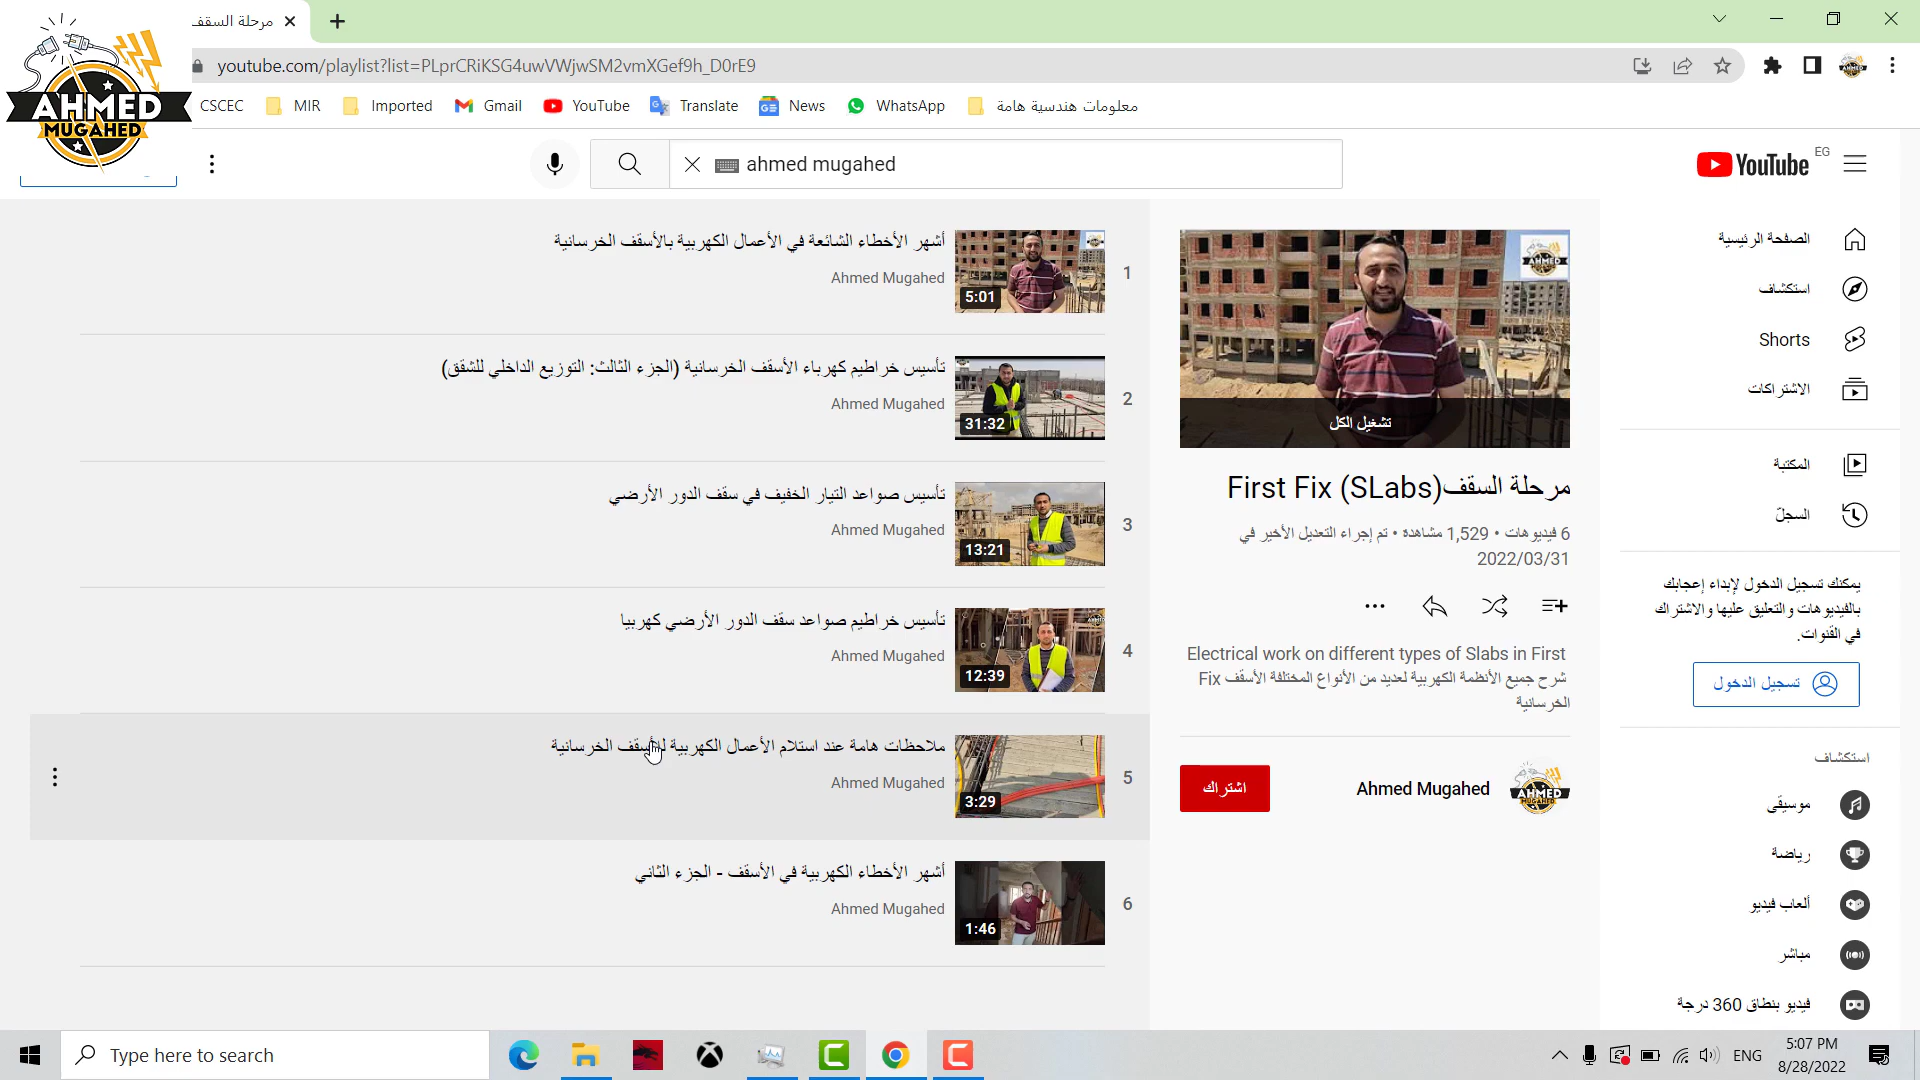 مرحلة السقف
youtube.com/playlist?list=PLprCRiKSG4uwVWjwSM2vmXGef9h_D0rE9
AHMED
MUGAHED
CSCEC
MIR
Imported
Gmail
YouTube
Translate
News
WhatsApp
معلومات هندسية هامة
ahmed mugahed
YouTube EG
أشهر الأخطاء الشائعة في الأعمال الكهربية بالأسقف الخرسانية
Ahmed Mugahed
5:01
1
تأسيس خراطيم كهرباء الأسقف الخرسانية (الجزء الثالث: التوزيع الداخلي للشقق)
Ahmed Mugahed
31:32
2
تأسيس صواعد التيار الخفيف في سقف الدور الأرضي
Ahmed Mugahed
13:21
3
تأسيس خراطيم صواعد سقف الدور الأرضي كهربيا
Ahmed Mugahed
12:39
4
ملاحظات هامة عند استلام الأعمال الكهربية للأسقف الخرسانية
Ahmed Mugahed
3:29
5
أشهر الأخطاء الكهربية في الأسقف - الجزء الثاني
Ahmed Mugahed
1:46
6
AHMED
تشغيل الكل
مرحلة السقف(First Fix (SLabs
6 فيديوهات • 1,529 مشاهدة • تم إجراء التعديل الأخير في
2022/03/31
Electrical work on different types of Slabs in First
Fix شرح جميع الأنظمة الكهربية لعديد من الأنواع المختلفة الأسقف
الخرسانية
اشتراك
Ahmed Mugahed
AHMED
MUGAHED
الصفحة الرئيسية
استكشاف
Shorts
الاشتراكات
المكتبة
السجلّ
يمكنك تسجيل الدخول لإبداء إعجابك
بالفيديوهات والتعليق عليها والاشتراك
في القنوات.
تسجيل الدخول
استكشاف
موسيقى
رياضة
ألعاب فيديو
مباشر
فيديو بنطاق 360 درجة
Type here to search
ENG
5:07 PM
8/28/2022